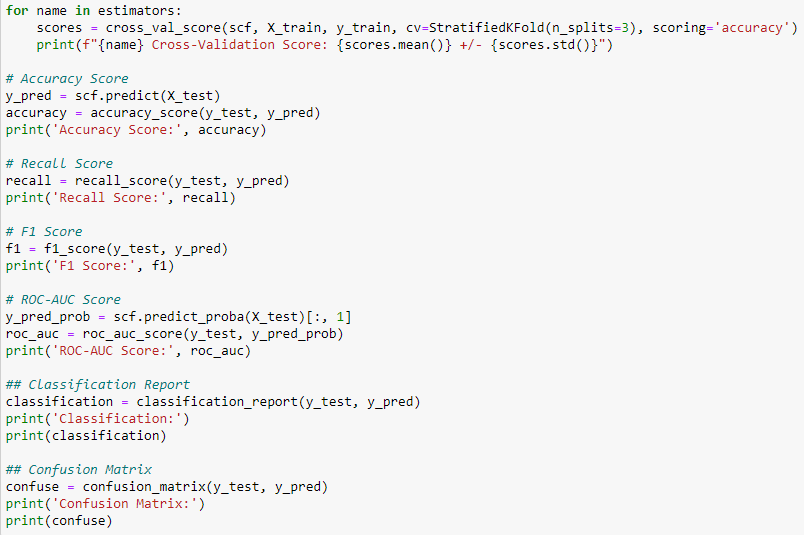 for name in estimators:
    scores = cross_val_score(scf, X_train, y_train, cv=StratifiedKFold(n_splits=3), scoring='accuracy')
    print(f"{name} Cross-Validation Score: {scores.mean()} +/- {scores.std()}")

# Accuracy Score
y_pred = scf.predict(X_test)
accuracy = accuracy_score(y_test, y_pred)
print('Accuracy Score:', accuracy)

# Recall Score
recall = recall_score(y_test, y_pred)
print('Recall Score:', recall)

# F1 Score
f1 = f1_score(y_test, y_pred)
print('F1 Score:', f1)

# ROC-AUC Score
y_pred_prob = scf.predict_proba(X_test)[:, 1]
roc_auc = roc_auc_score(y_test, y_pred_prob)
print('ROC-AUC Score:', roc_auc)

## Classification Report
classification = classification_report(y_test, y_pred)
print('Classification:')
print(classification)

## Confusion Matrix
confuse = confusion_matrix(y_test, y_pred)
print('Confusion Matrix:')
print(confuse)